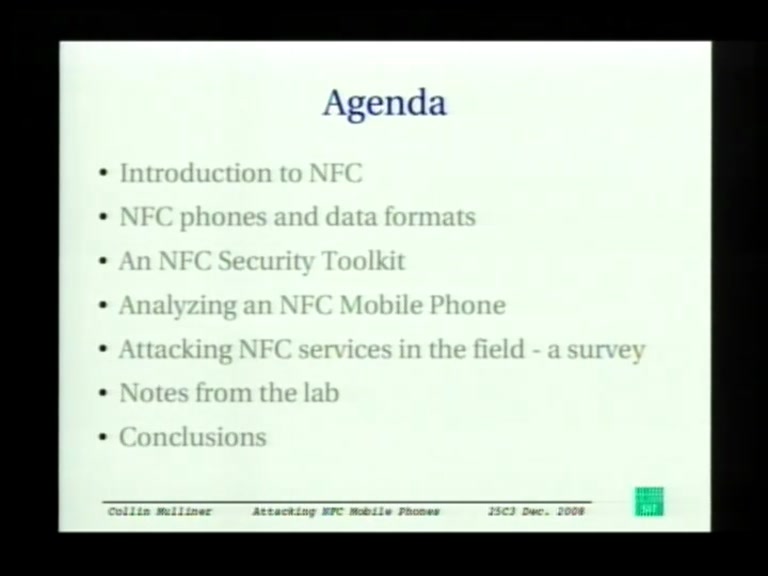 Agenda
• Introduction to NFC
• NFC phones and data formats
• An NFC Security Toolkit
• Analyzing an NFC Mobile Phone
• Attacking NFC services in the field - a survey
• Notes from the lab
• Conclusions
Collin Mulliner Attacking NFC Mobile Phones 25C3 Dec. 2008